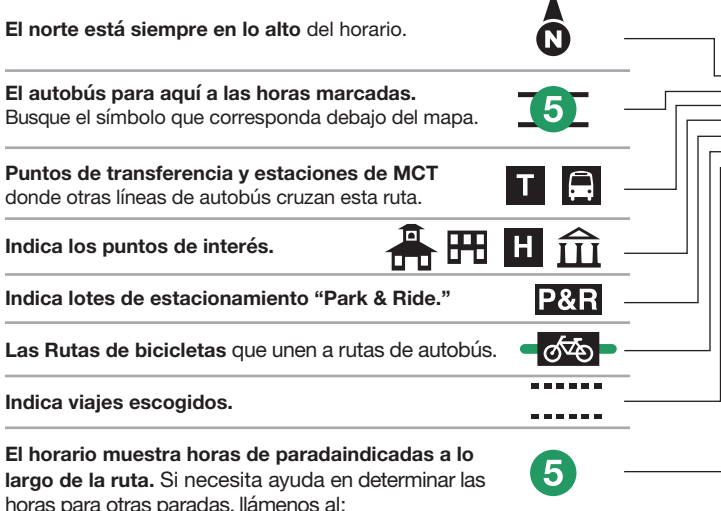 El norte está siempre en lo alto del horario.
N
El autobús para aquí a las horas marcadas.
Busque el símbolo que corresponda debajo del mapa.
5
Puntos de transferencia y estaciones de MCT
donde otras líneas de autobús cruzan esta ruta.
T
Indica los puntos de interés.
H
Indica lotes de estacionamiento “Park & Ride.”
P&R
Las Rutas de bicicletas que unen a rutas de autobús.
Indica viajes escogidos.
El horario muestra horas de paradaindicadas a lo
largo de la ruta. Si necesita ayuda en determinar las
horas para otras paradas, llámenos al:
5